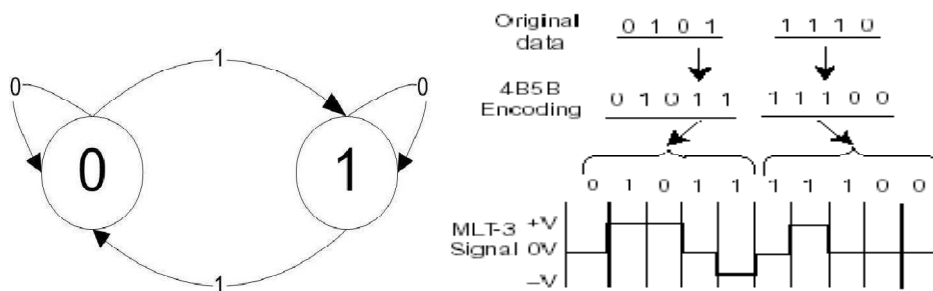 1
0
0
0
1
1
Original data
0 1 0 1
1 1 1 0
4B5B Encoding
0 1 0 1 1
1 1 1 0 0
0 1 0 1 1 1 1 1 0 0
MLT-3 Signal
+V
0V
–V